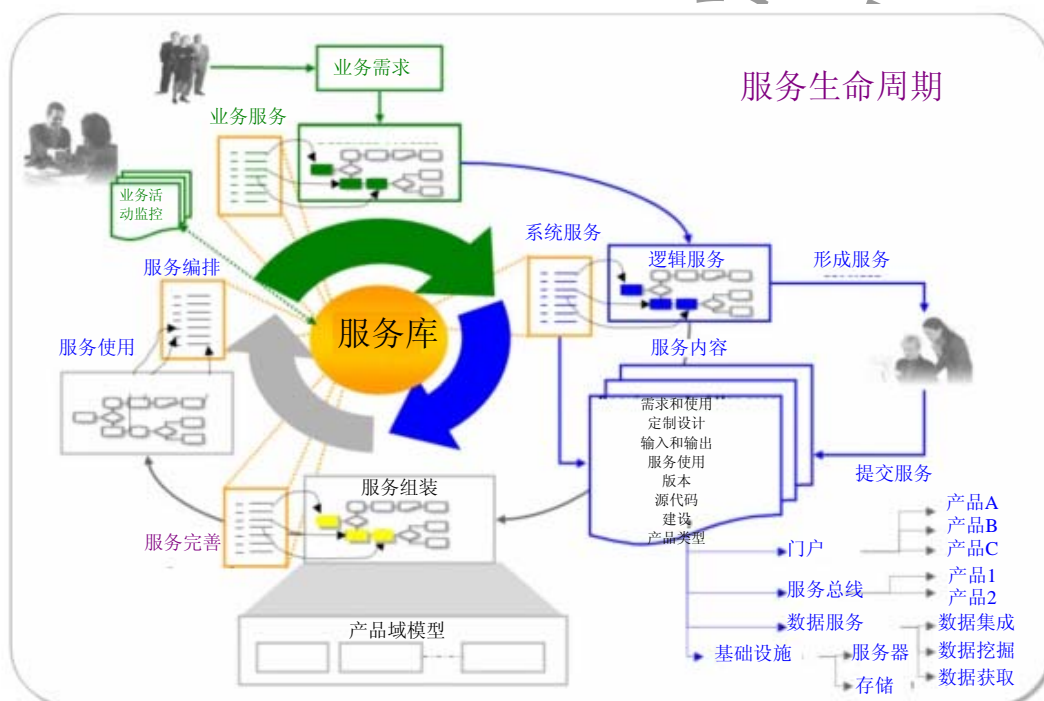 服务生命周期
业务需求
业务服务
业务活
动监控
服务编排
系统服务
逻辑服务
形成服务
服务库
服务使用
服务内容
需求和使用
定制设计
输入和输出
服务使用
版本
源代码
建设
产品类型
提交服务
服务组装
服务完善
产品域模型
门户
产品A
产品B
产品C
服务总线
产品1
产品2
数据服务
数据集成
数据挖掘
数据获取
基础设施
服务器
存储